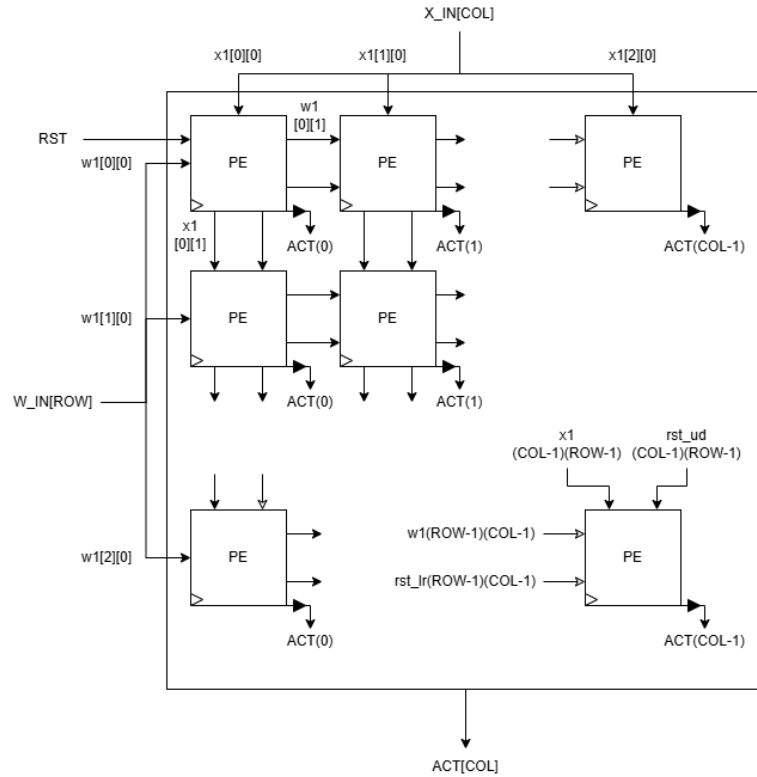 X_IN[COL]
x1[0][0]
x1[1][0]
x1[2][0]
w1
[0][1]
RST
w1[0][0]
PE
PE
PE
x1
[0][1]
ACT(0)
ACT(1)
ACT(COL-1)
w1[1][0]
PE
PE
W_IN[ROW]
ACT(0)
ACT(1)
x1
(COL-1)(ROW-1)
rst_ud
(COL-1)(ROW-1)
w1[2][0]
PE
w1(ROW-1)(COL-1)
rst_lr(ROW-1)(COL-1)
PE
ACT(0)
ACT(COL-1)
ACT[COL]